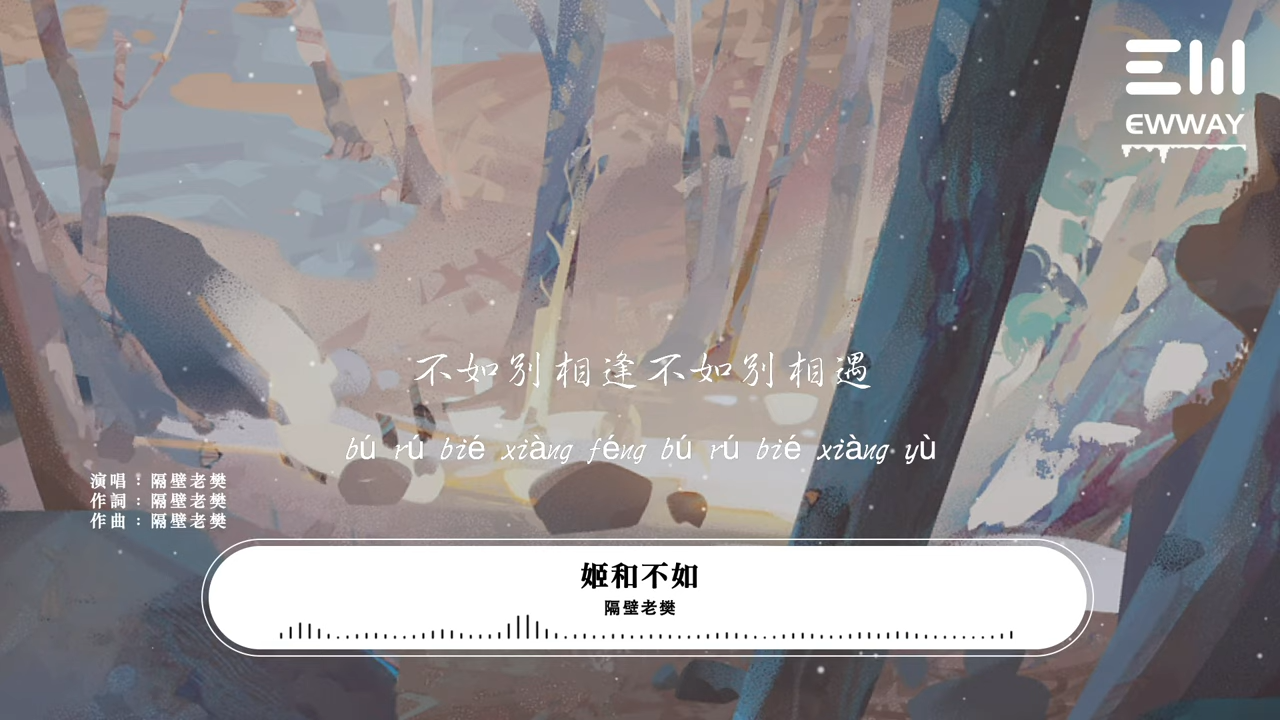 EWWAY
不如别相逢不如别相遇
bú rú bié xiàng féng bú rú bié xiàng yù
演唱：隔壁老樊
作詞：隔壁老樊
作曲：隔壁老樊
姬和不如
隔壁老樊